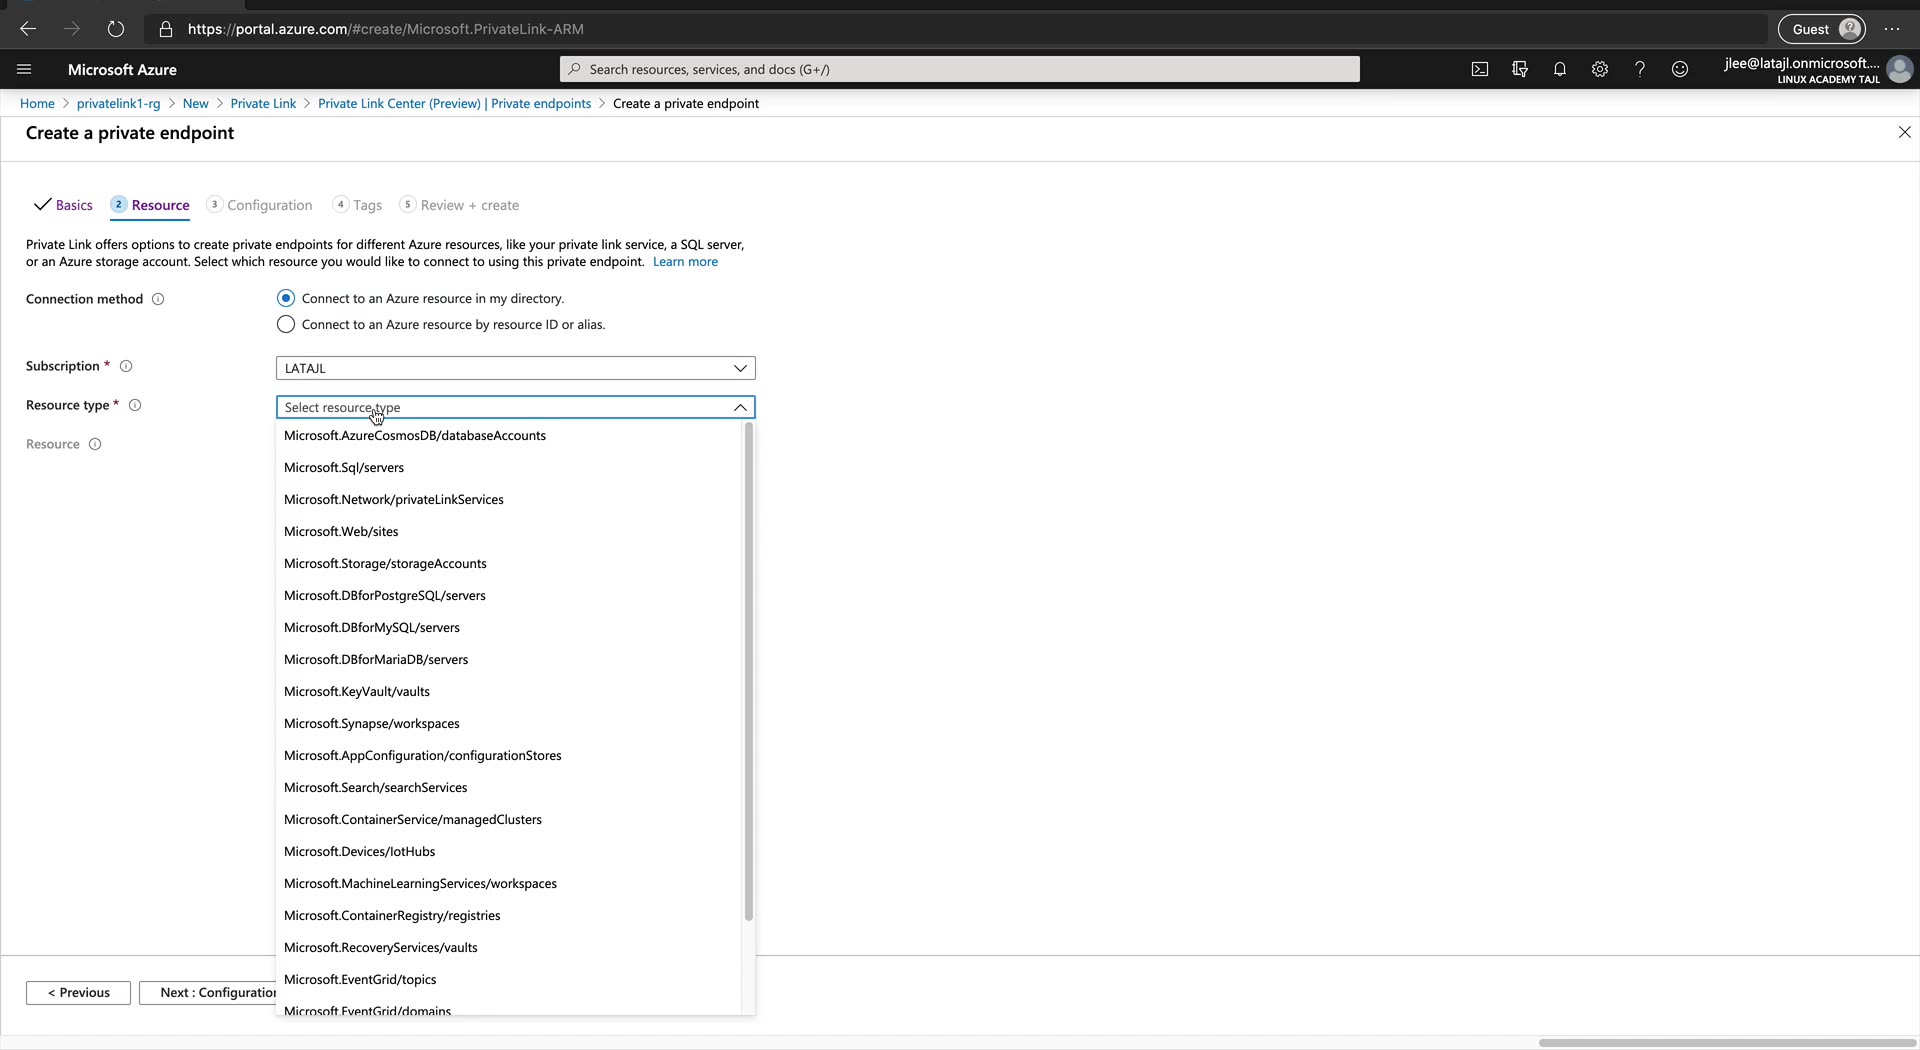 https://portal.azure.com/#create/Microsoft.PrivateLink-ARM
Guest
Microsoft Azure
Search resources, services, and docs (G+/)
jlee@latajl.onmicrosoft....
LINUX ACADEMY TAJL
Home > privatelink1-rg > New > Private Link > Private Link Center (Preview) | Private endpoints > Create a private endpoint
Create a private endpoint
Basics
2 Resource
3 Configuration
4 Tags
5 Review + create
Private Link offers options to create private endpoints for different Azure resources, like your private link service, a SQL server,
or an Azure storage account. Select which resource you would like to connect to using this private endpoint. Learn more
Connection method
Connect to an Azure resource in my directory.
Connect to an Azure resource by resource ID or alias.
Subscription *
LATAJL
Resource type *
Select resource type
Resource
Microsoft.AzureCosmosDB/databaseAccounts
Microsoft.Sql/servers
Microsoft.Network/privateLinkServices
Microsoft.Web/sites
Microsoft.Storage/storageAccounts
Microsoft.DBforPostgreSQL/servers
Microsoft.DBforMySQL/servers
Microsoft.DBforMariaDB/servers
Microsoft.KeyVault/vaults
Microsoft.Synapse/workspaces
Microsoft.AppConfiguration/configurationStores
Microsoft.Search/searchServices
Microsoft.ContainerService/managedClusters
Microsoft.Devices/IotHubs
Microsoft.MachineLearningServices/workspaces
Microsoft.ContainerRegistry/registries
Microsoft.RecoveryServices/vaults
Microsoft.EventGrid/topics
Microsoft.EventGrid/domains
< Previous
Next : Configuration